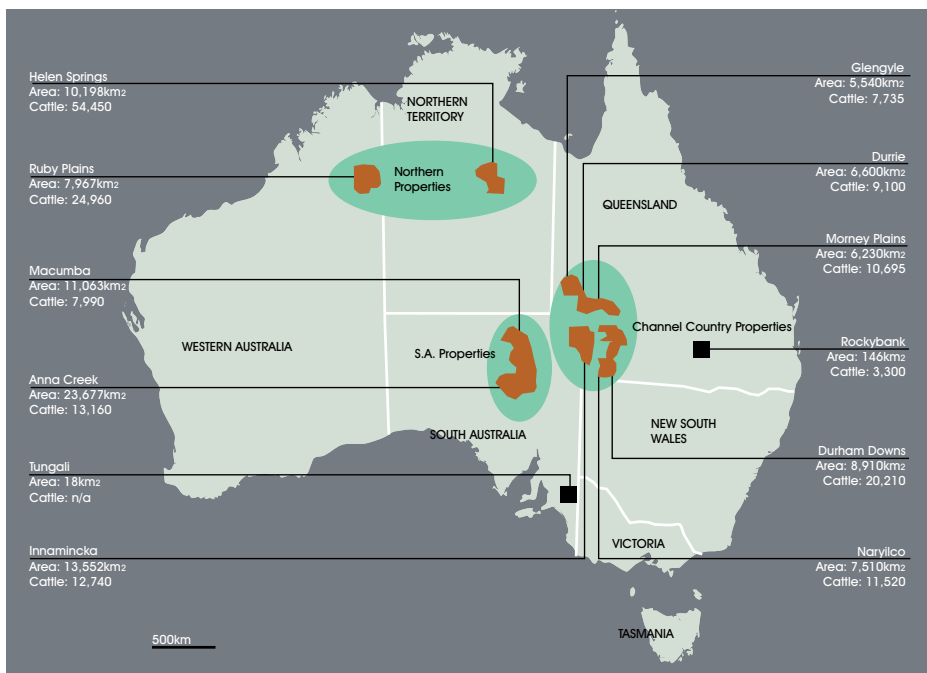 Helen Springs
Area: 10,198km2
Cattle: 54,450
Ruby Plains
Area: 7,967km2
Cattle: 24,960
Macumba
Area: 11,063km2
Cattle: 7,990
Anna Creek
Area: 23,677km2
Cattle: 13,160
Tungali
Area: 18km2
Cattle: n/a
Innamincka
Area: 13,552km2
Cattle: 12,740
500km
NORTHERN
TERRITORY
Northern
Properties
QUEENSLAND
Channel Country Properties
WESTERN AUSTRALIA
S.A. Properties
SOUTH AUSTRALIA
NEW SOUTH
WALES
VICTORIA
TASMANIA
Glengyle
Area: 5,540km2
Cattle: 7,735
Durrie
Area: 6,600km2
Cattle: 9,100
Morney Plains
Area: 6,230km2
Cattle: 10,695
Rockybank
Area: 146km2
Cattle: 3,300
Durham Downs
Area: 8,910km2
Cattle: 20,210
Naryilco
Area: 7,510km2
Cattle: 11,520